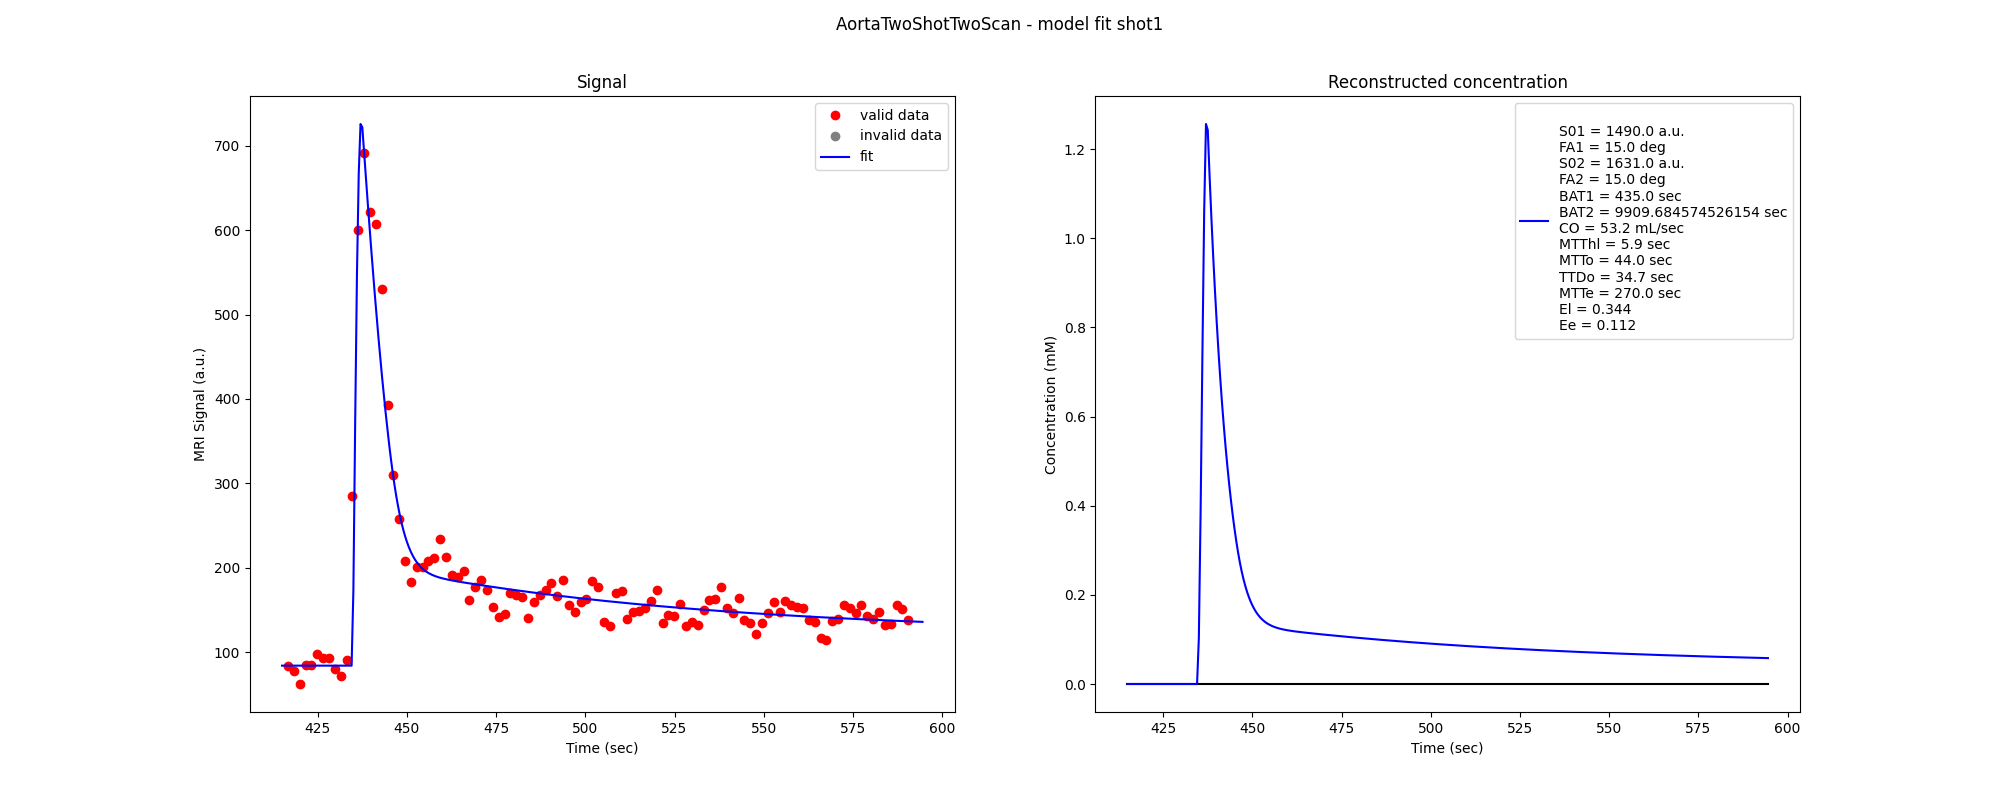 AortaTwoShotTwoScan - model fit shot1
Signal
valid data
invalid data
fit
700
600
500
400
300
200
100
MRI Signal (a.u.)
425 450 475 500 525 550 575 600
Time (sec)
Reconstructed concentration
S01 = 1490.0 a.u.
FA1 = 15.0 deg
S02 = 1631.0 a.u.
FA2 = 15.0 deg
BAT1 = 435.0 sec
BAT2 = 9909.684574526154 sec
CO = 53.2 mL/sec
MTThl = 5.9 sec
MTTo = 44.0 sec
TTDo = 34.7 sec
MTTe = 270.0 sec
El = 0.344
Ee = 0.112
1.2
1.0
0.8
0.6
0.4
0.2
0.0
Concentration (mM)
425 450 475 500 525 550 575 600
Time (sec)